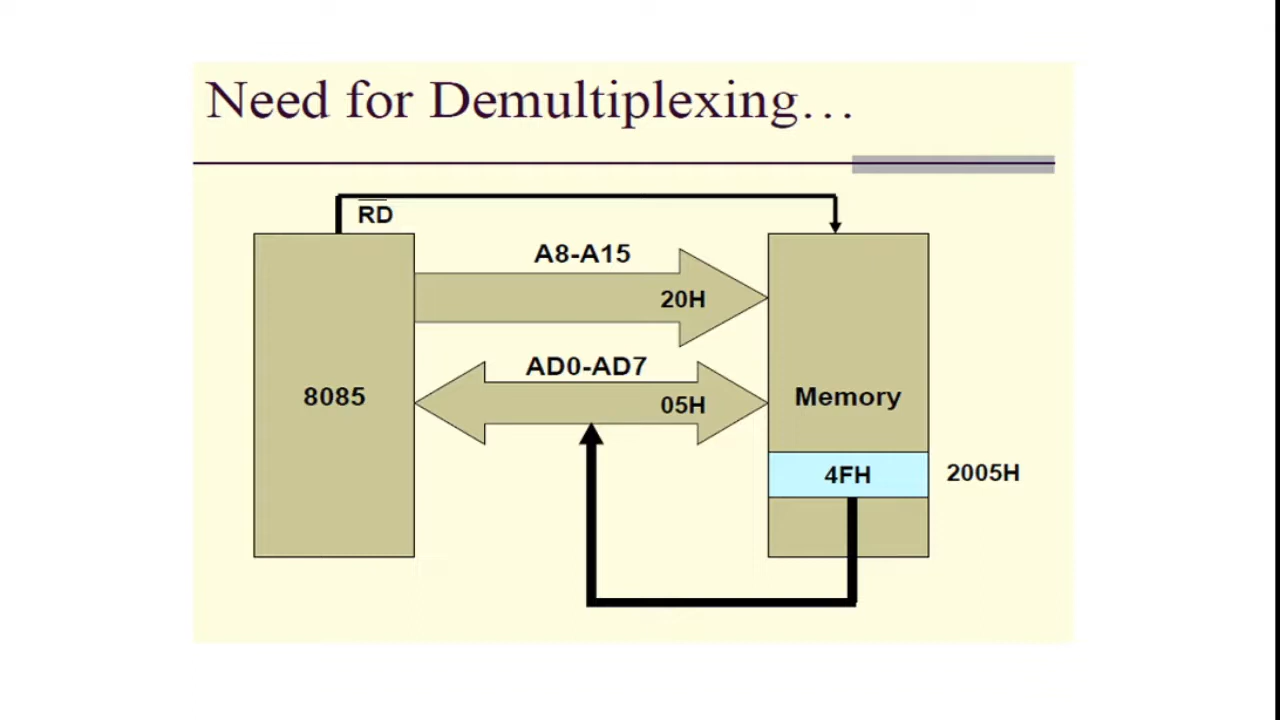 Need for Demultiplexing...
RD
A8-A15
20H
AD0-AD7
05H
8085
Memory
4FH
2005H